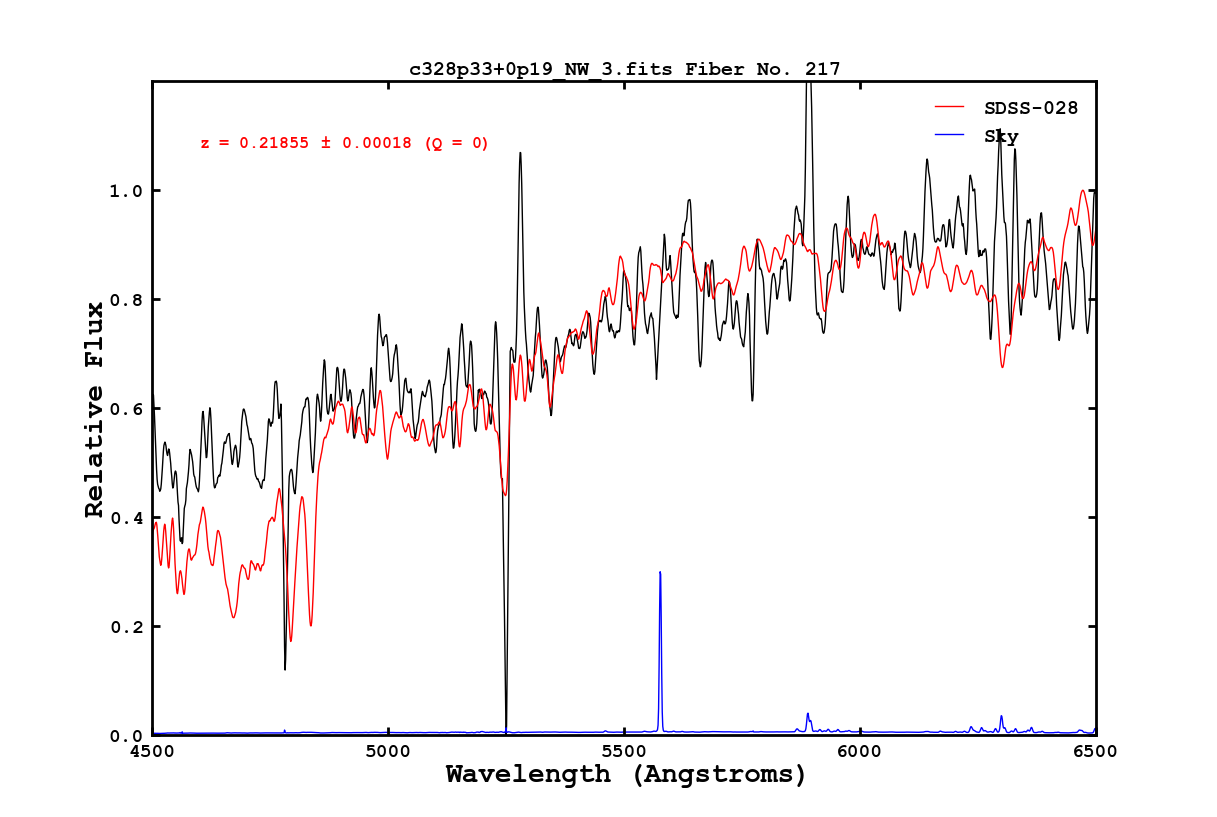 c328p33+0p19_NW_3.fits Fiber No. 217
SDSS-028
Sky
z = 0.21855 ± 0.00018 (Q = 0)
1.0
0.8
0.6
0.4
0.2
0.0
Relative Flux
4500 5000 5500 6000 6500
Wavelength (Angstroms)